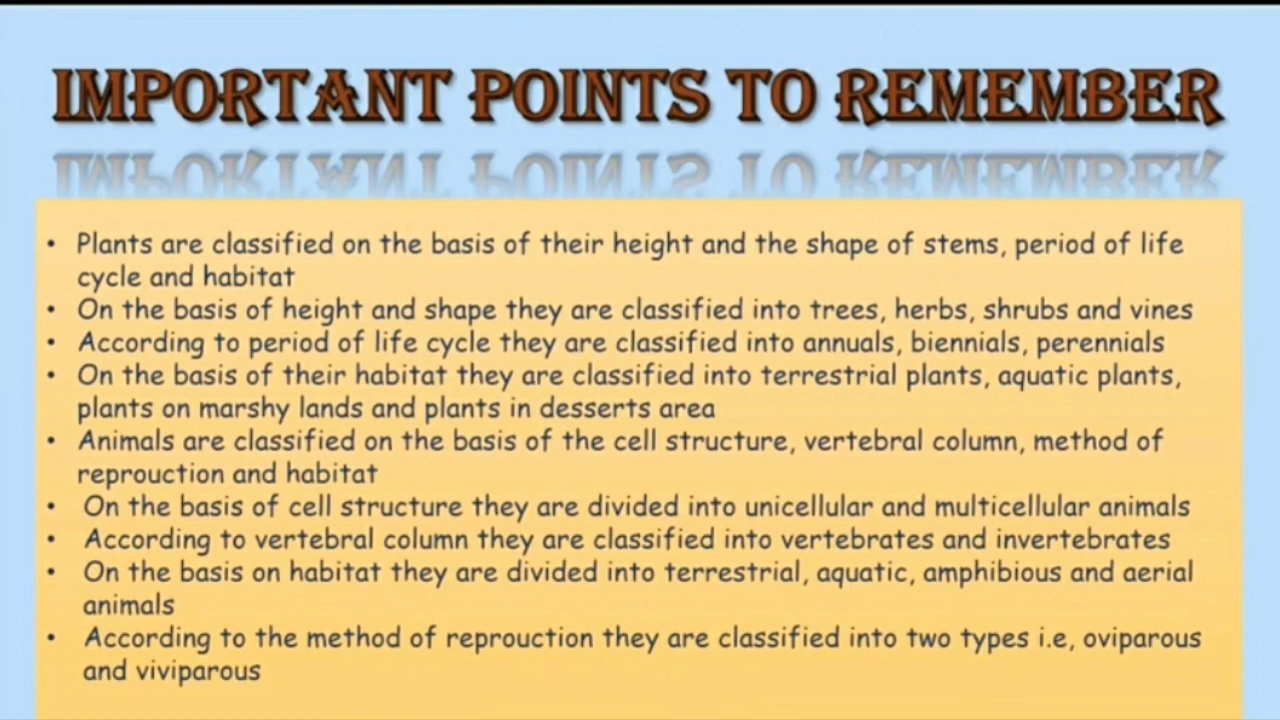 IMPORTANT POINTS TO REMEMBER
• Plants are classified on the basis of their height and the shape of stems, period of life
cycle and habitat
• On the basis of height and shape they are classified into trees, herbs, shrubs and vines
• According to period of life cycle they are classified into annuals, biennials, perennials
• On the basis of their habitat they are classified into terrestrial plants, aquatic plants,
plants on marshy lands and plants in desserts area
• Animals are classified on the basis of the cell structure, vertebral column, method of
reprouction and habitat
• On the basis of cell structure they are divided into unicellular and multicellular animals
• According to vertebral column they are classified into vertebrates and invertebrates
• On the basis on habitat they are divided into terrestrial, aquatic, amphibious and aerial
animals
• According to the method of reprouction they are classified into two types i.e, oviparous
and viviparous